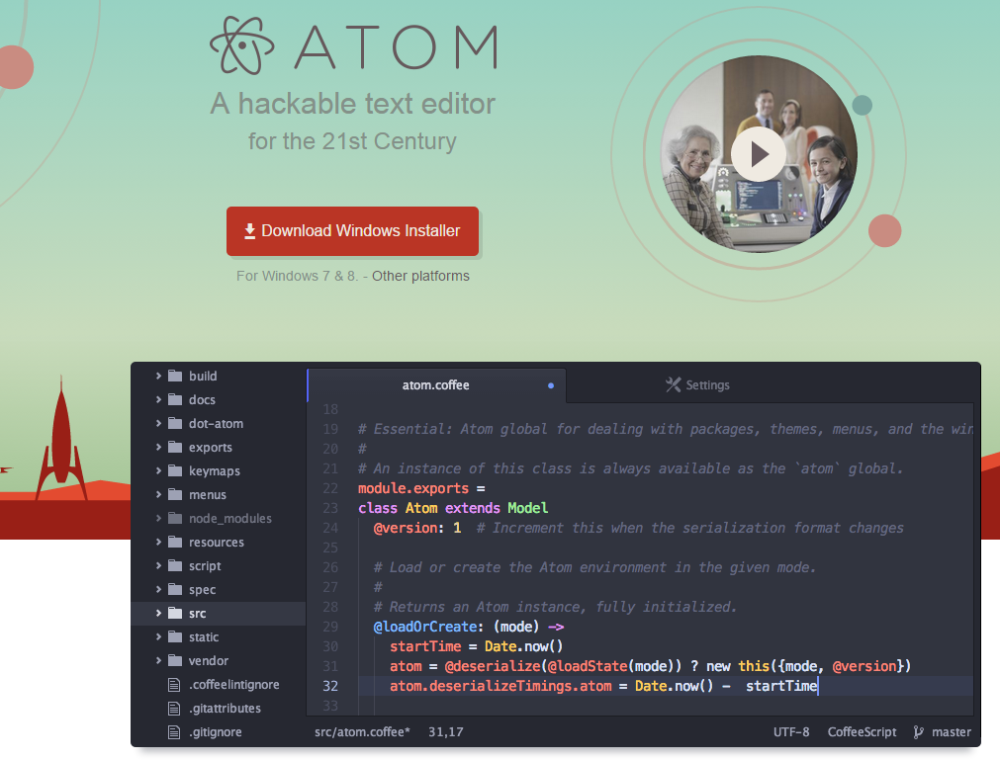 ATOM
A hackable text editor
for the 21st Century
Download Windows Installer
For Windows 7 & 8. - Other platforms
build
docs
dot-atom
exports
keymaps
menus
node_modules
resources
script
spec
src
static
vendor
.coffeelintignore
.gitattributes
.gitignore
atom.coffee
Settings
18
19 # Essential: Atom global for dealing with packages, themes, menus, and the win
20 #
21 # An instance of this class is always available as the `atom` global.
22 module.exports =
23 class Atom extends Model
24 @version: 1 # Increment this when the serialization format changes
25
26 # Load or create the Atom environment in the given mode.
27 #
28 # Returns an Atom instance, fully initialized.
29 @loadOrCreate: (mode) ->
30 startTime = Date.now()
31 atom = @deserialize(@loadState(mode)) ? new this({mode, @version})
32 atom.deserializeTimings.atom = Date.now() - startTime
33
src/atom.coffee* 31,17 UTF-8 CoffeeScript master